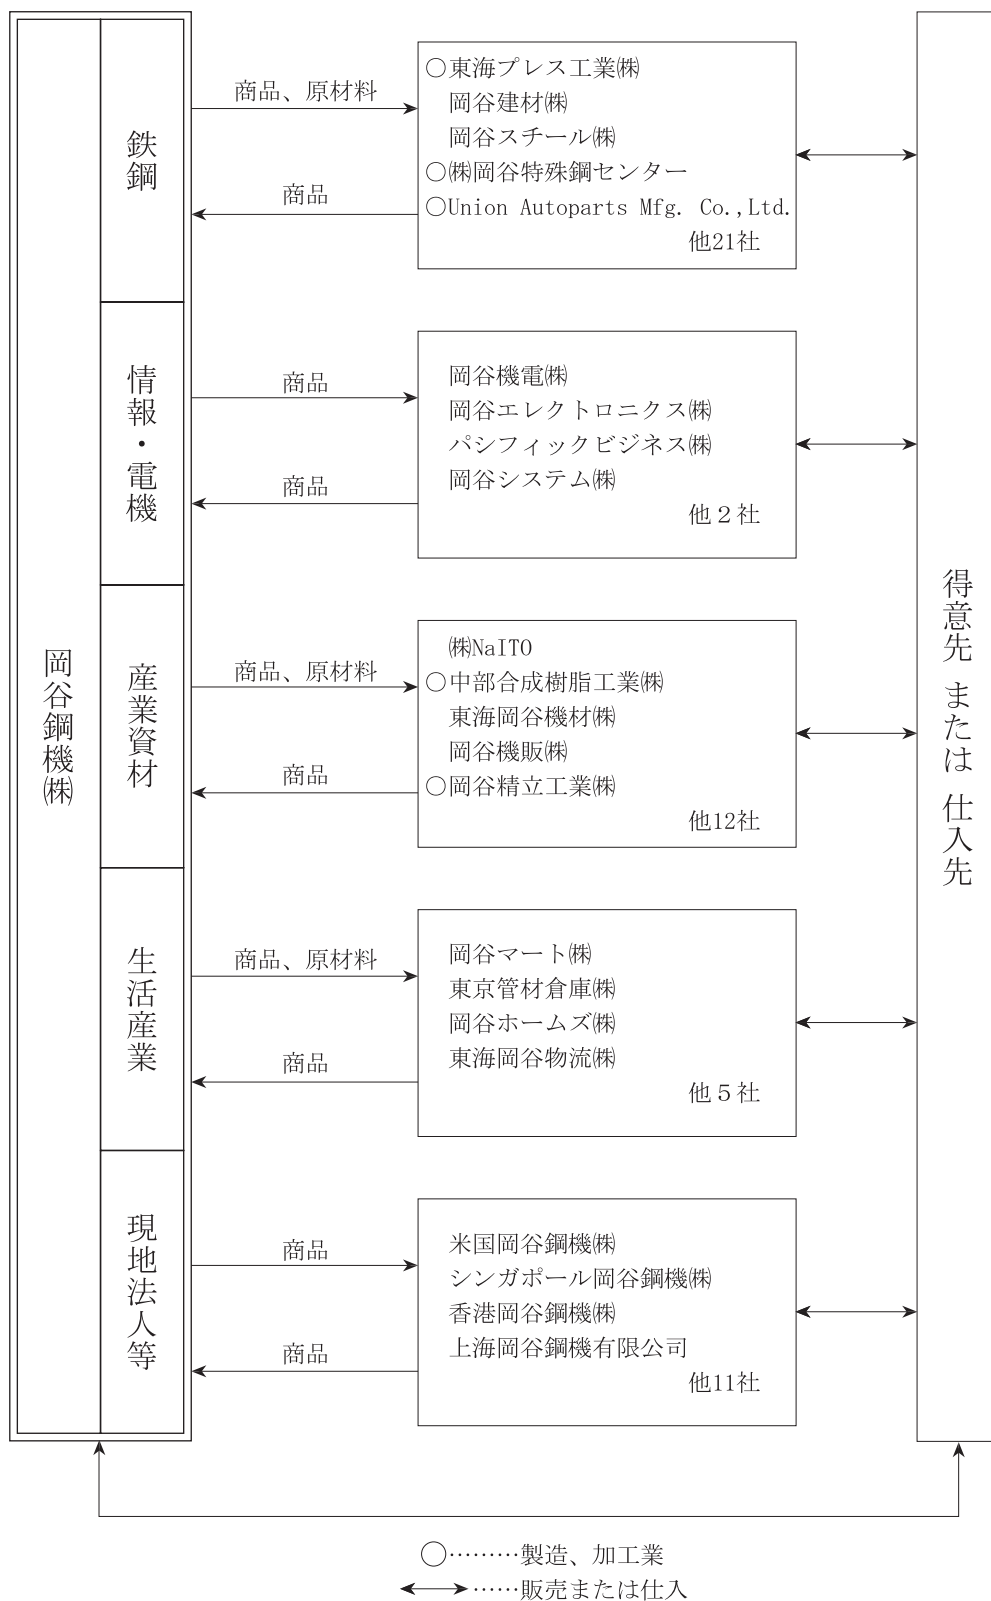 岡谷鋼機㈱
鉄鋼
商品、原材料
商品
○東海プレス工業㈱
岡谷建材㈱
岡谷スチール㈱
○㈱岡谷特殊鋼センター
○Union Autoparts Mfg. Co.,Ltd.
他21社
情報・電機
商品
商品
岡谷機電㈱
岡谷エレクトロニクス㈱
パシフィックビジネス㈱
岡谷システム㈱
他２社
産業資材
商品、原材料
商品
㈱NaITO
○中部合成樹脂工業㈱
東海岡谷機材㈱
岡谷機販㈱
○岡谷精立工業㈱
他12社
生活産業
商品、原材料
商品
岡谷マート㈱
東京管材倉庫㈱
岡谷ホームズ㈱
東海岡谷物流㈱
他５社
現地法人等
商品
商品
米国岡谷鋼機㈱
シンガポール岡谷鋼機㈱
香港岡谷鋼機㈱
上海岡谷鋼機有限公司
他11社
得意先 または 仕入先
○………製造、加工業
⟷……販売または仕入